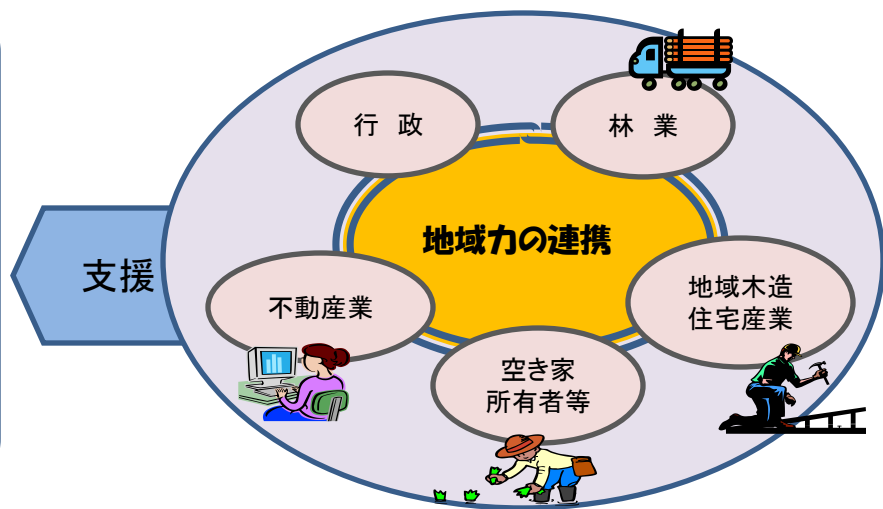 行 政
林 業
地域力の連携
支援
不動産業
地域木造
住宅産業
空き家
所有者等